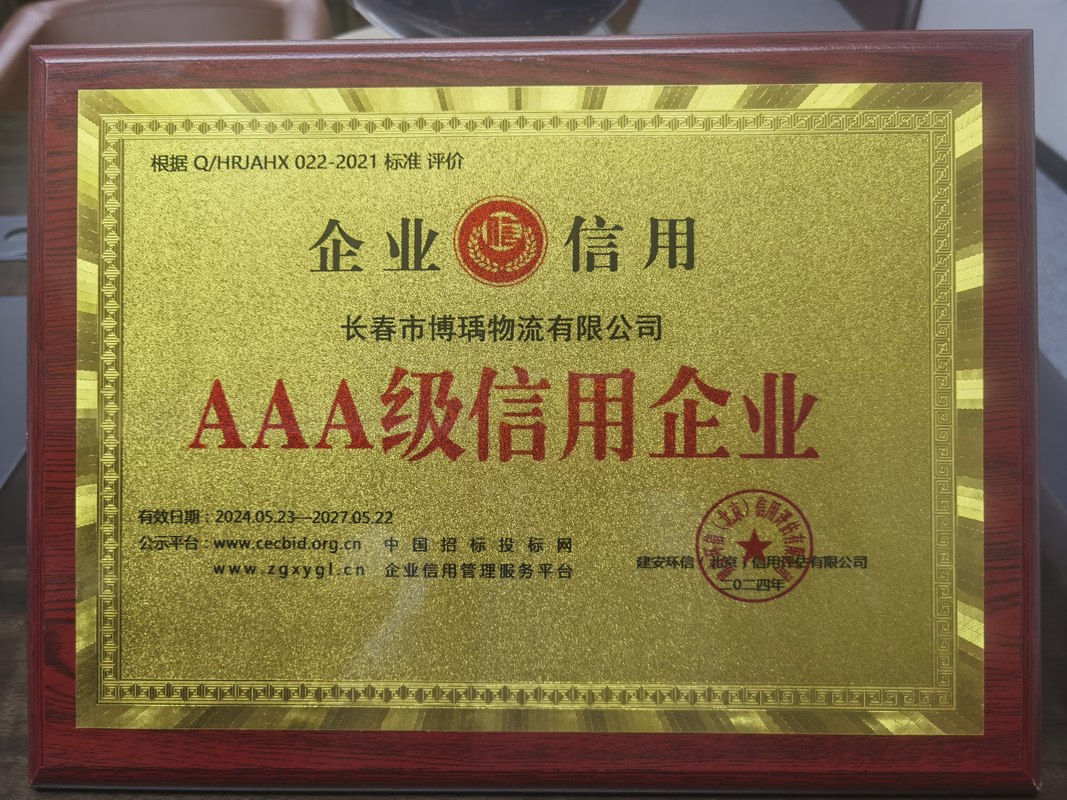 根据 Q/HRJAHX 022-2021 标准 评价
企业 信用
长春市博瑀物流有限公司
AAA级信用企业
有效日期：2024.05.23—2027.05.22
公示平台：www.cecbid.org.cn 中国招标投标网
www.zgxygl.cn 企业信用管理服务平台
建安环信（北京）信用评估有限公司
二〇二四年